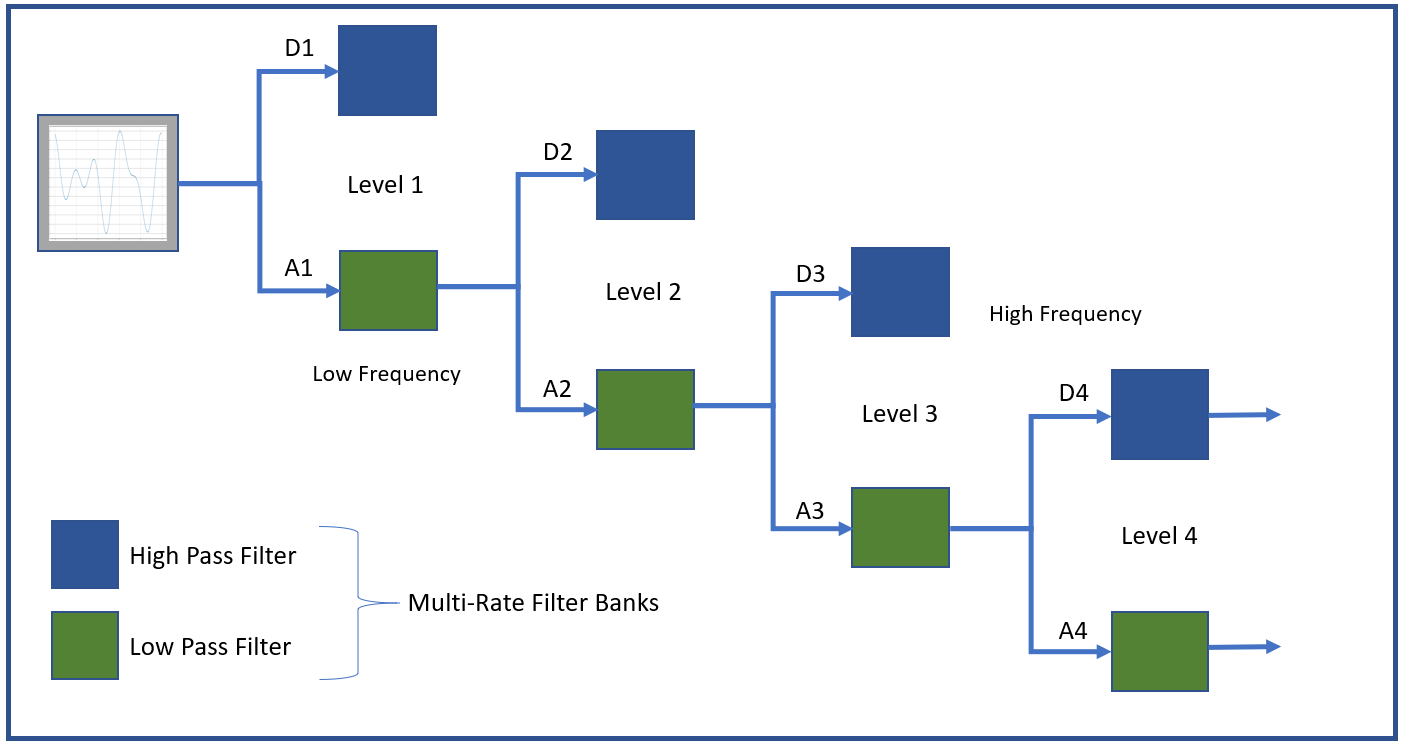 D1
Level 1
A1
Low Frequency
D2
Level 2
A2
D3
High Frequency
Level 3
A3
D4
Level 4
A4
High Pass Filter
Low Pass Filter
Multi-Rate Filter Banks